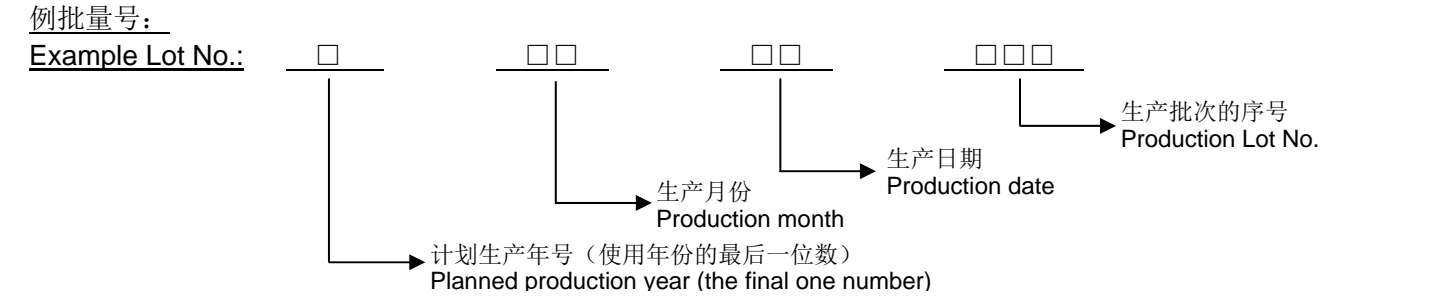 例批量号：
Example Lot No.: □ □□ □□ □□□
生产批次的序号
Production Lot No.
生产日期
Production date
生产月份
Production month
计划生产年号（使用年份的最后一位数）
Planned production year (the final one number)